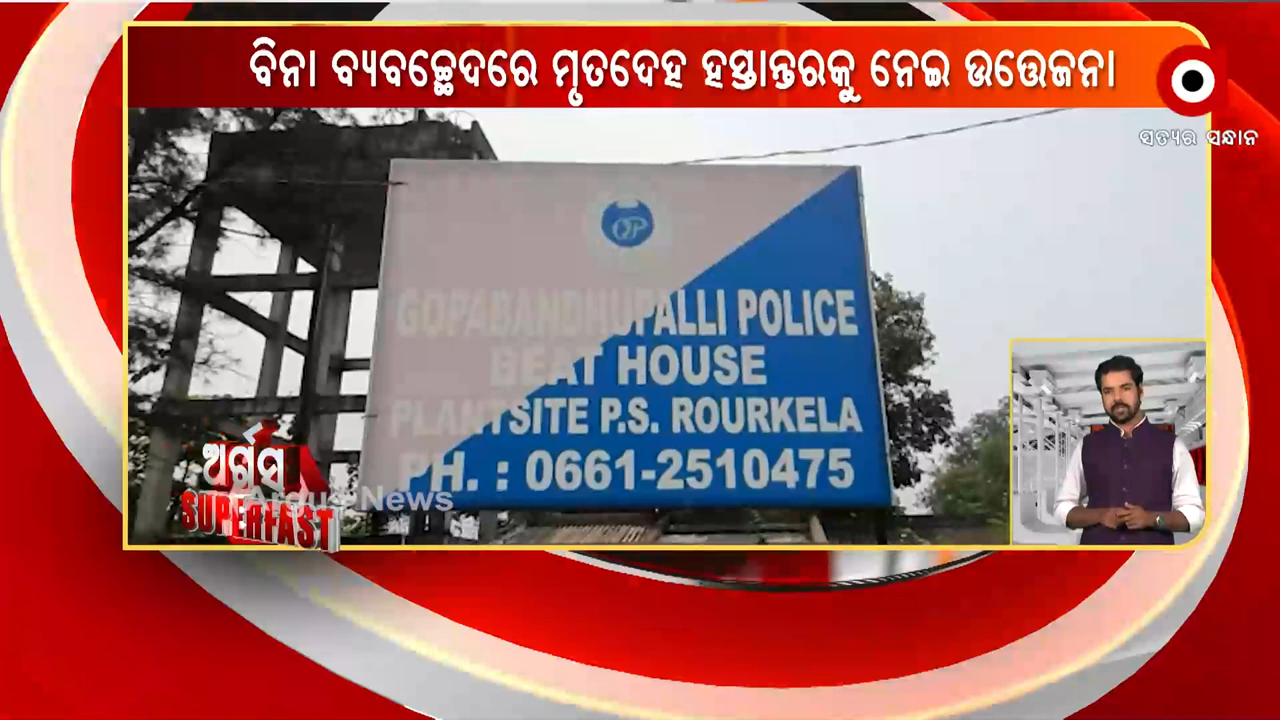 ବିନା ବ୍ୟବଚ୍ଛେଦରେ ମୃତଦେହ ହସ୍ତାନ୍ତରକୁ ନେଇ ଉତ୍ତେଜନା
ସତ୍ୟର ସନ୍ଧାନ
OP
GOPABANDHUPALLI POLICE
BEAT HOUSE
PLANTSITE P.S. ROURKELA
PH. : 0661-2510475
ଅର୍ଗସ
SUPERFAST
Argus News